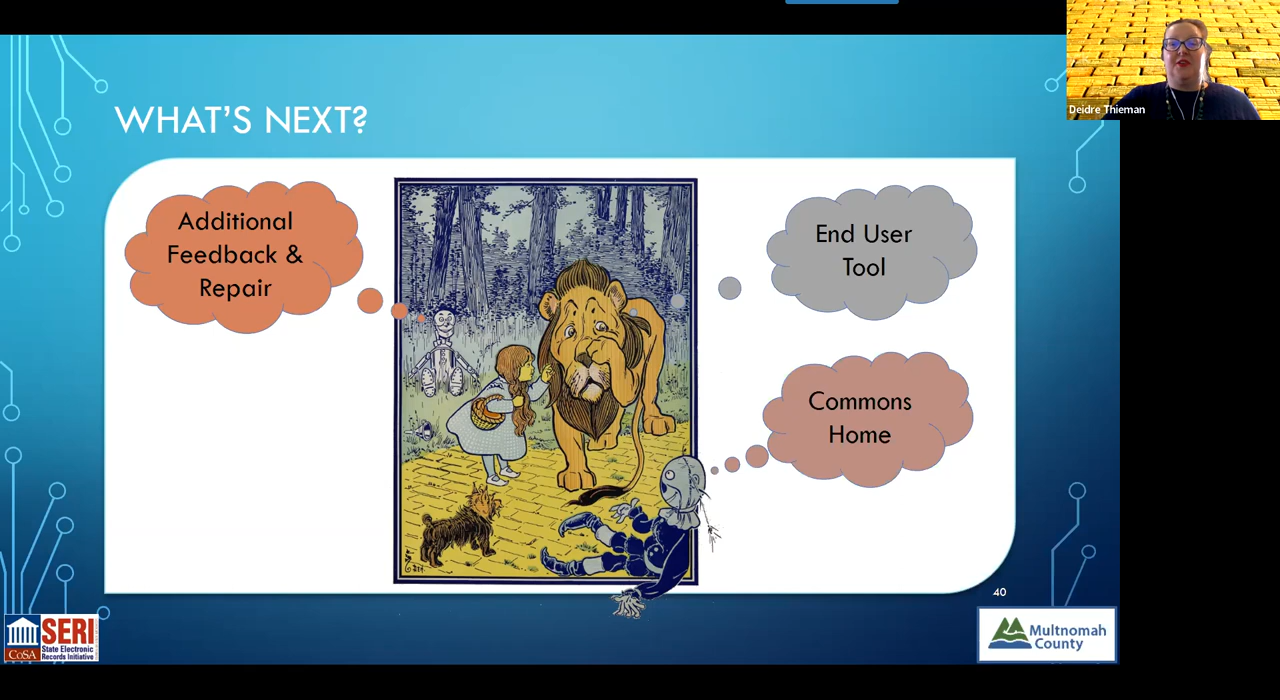 Deidre Thieman
WHAT'S NEXT?
Additional
Feedback &
Repair
End User
Tool
Commons
Home
40
CoSA
SERI
State Electronic
Records Initiative
Multnomah
County